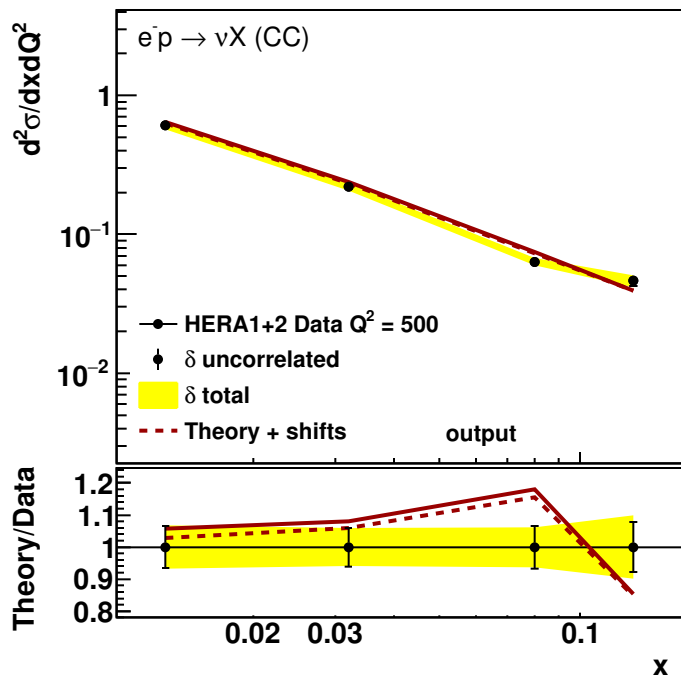 e⁻p → νX (CC)
d²σ/dxdQ²
1
10⁻¹
10⁻²
HERA1+2 Data Q² = 500
δ uncorrelated
δ total
Theory + shifts
output
Theory/Data
1.2
1.1
1
0.9
0.8
0.02 0.03 0.1
x